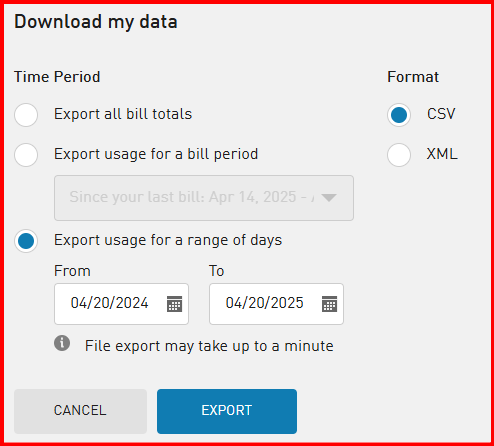 Download my data
Time Period
Format
Export all bill totals
CSV
Export usage for a bill period
XML
Since your last bill: Apr 14, 2025 -
Export usage for a range of days
From
To
04/20/2024
04/20/2025
File export may take up to a minute
CANCEL
EXPORT